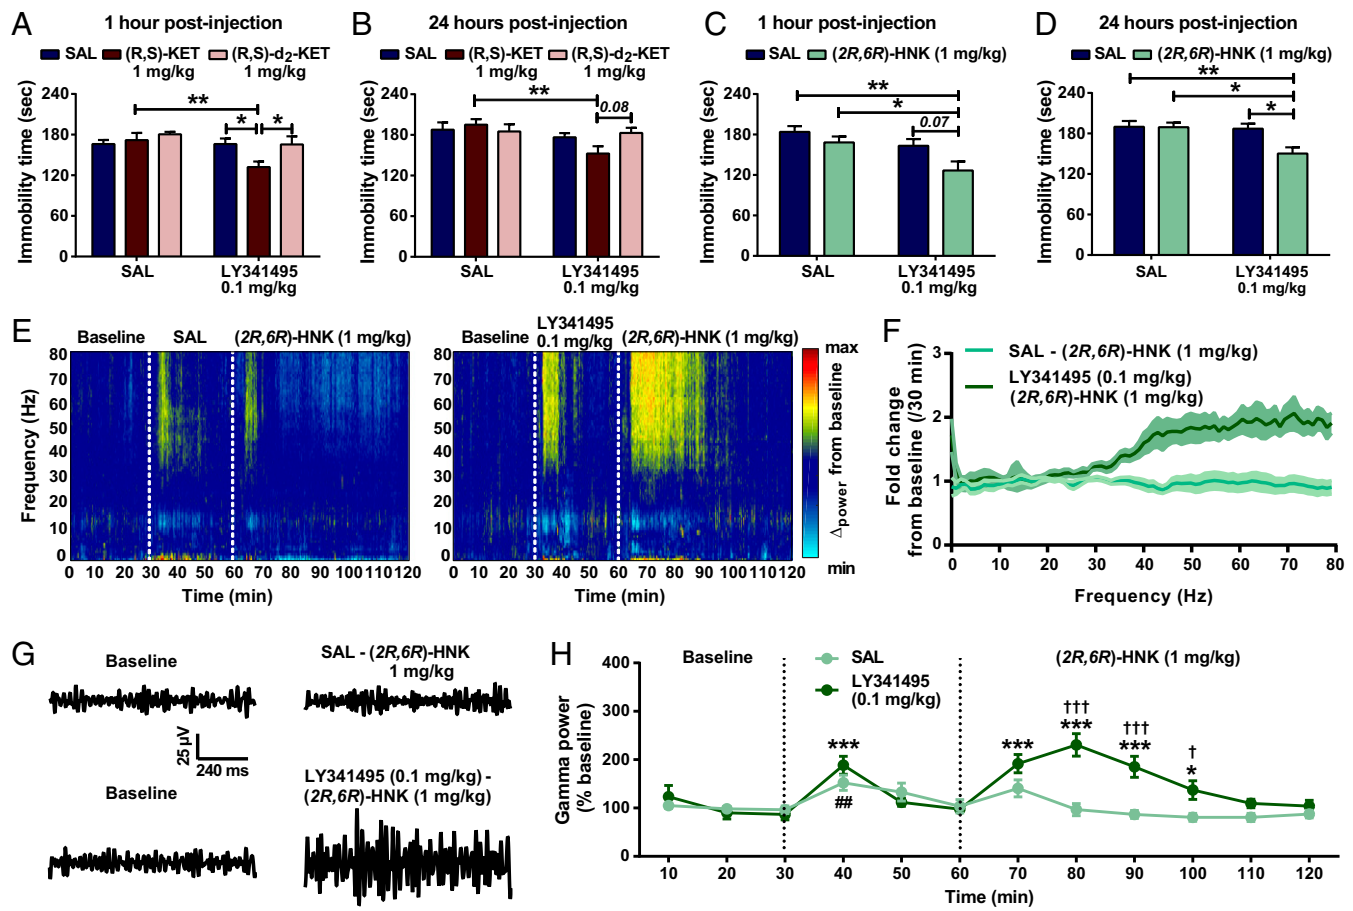 A 1 hour post-injection
SAL (R,S)-KET (R,S)-d2-KET
1 mg/kg 1 mg/kg
Immobility time (sec)
240
180
120
60
0
**
* *
SAL LY341495
0.1 mg/kg
B 24 hours post-injection
SAL (R,S)-KET (R,S)-d2-KET
1 mg/kg 1 mg/kg
Immobility time (sec)
240
180
120
60
0
**
0.08
SAL LY341495
0.1 mg/kg
C 1 hour post-injection
SAL (2R,6R)-HNK (1 mg/kg)
Immobility time (sec)
240
180
120
60
0
**
*
0.07
SAL LY341495
0.1 mg/kg
D 24 hours post-injection
SAL (2R,6R)-HNK (1 mg/kg)
Immobility time (sec)
240
180
120
60
0
**
*
*
SAL LY341495
0.1 mg/kg
E
Baseline SAL (2R,6R)-HNK (1 mg/kg)
Frequency (Hz)
80
70
60
50
40
30
20
10
0
0 10 30 40 60 70 80 90 100 110 120
Time (min)
Baseline LY341495 0.1 mg/kg (2R,6R)-HNK (1 mg/kg)
80
70
60
50
40
30
20
10
0
0 10 20 30 40 50 60 70 80 90 100 110 120
Time (min)
max
Δpower from baseline
min
F
Fold change
from baseline (/30 min)
3
2
1
0
SAL - (2R,6R)-HNK (1 mg/kg)
LY341495 (0.1 mg/kg)
(2R,6R)-HNK (1 mg/kg)
0 10 20 30 40 50 60 70 80
Frequency (Hz)
G
Baseline
SAL - (2R,6R)-HNK
1 mg/kg
25 µV
240 ms
Baseline
LY341495 (0.1 mg/kg) -
(2R,6R)-HNK (1 mg/kg)
H
Gamma power
(% baseline)
400
300
200
100
0
Baseline
SAL
LY341495
(0.1 mg/kg)
(2R,6R)-HNK (1 mg/kg)
***
##
***
†††
***
†††
***
†
*
10 20 30 40 50 60 70 80 90 100 110 120
Time (min)